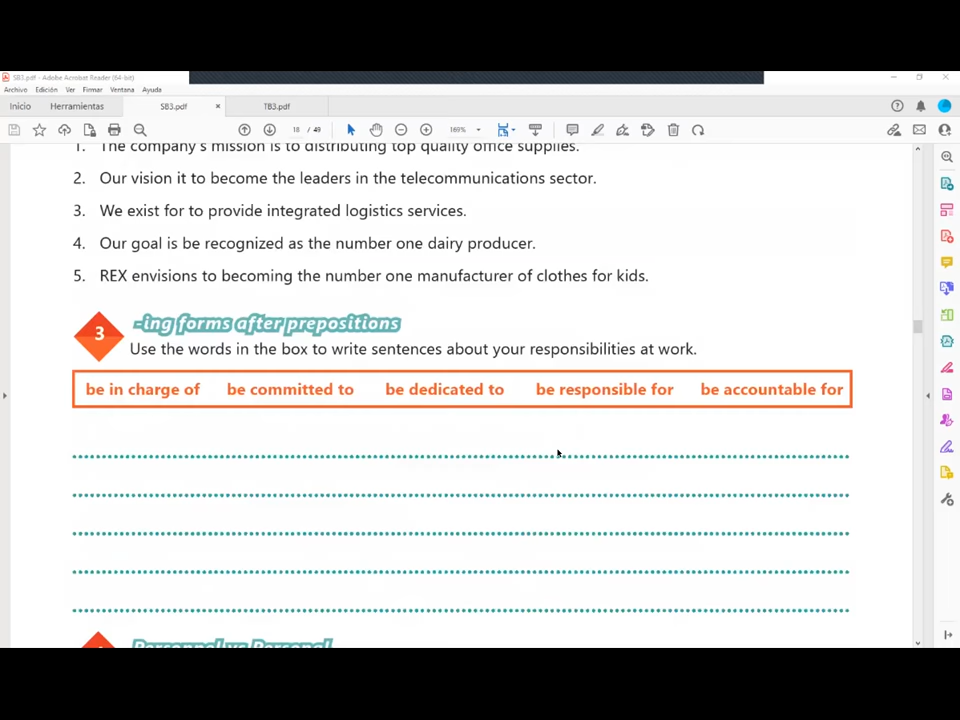 SB3.pdf - Adobe Acrobat Reader (64-bit)
Archivo Edición Ver Firmar Ventana Ayuda
Inicio Herramientas SB3.pdf × TB3.pdf
18 / 49 169%
1. The company's mission is to distributing top quality office supplies.
2. Our vision it to become the leaders in the telecommunications sector.
3. We exist for to provide integrated logistics services.
4. Our goal is be recognized as the number one dairy producer.
5. REX envisions to becoming the number one manufacturer of clothes for kids.
3 -ing forms after prepositions
Use the words in the box to write sentences about your responsibilities at work.
be in charge of be committed to be dedicated to be responsible for be accountable for
Personnel vs Personal